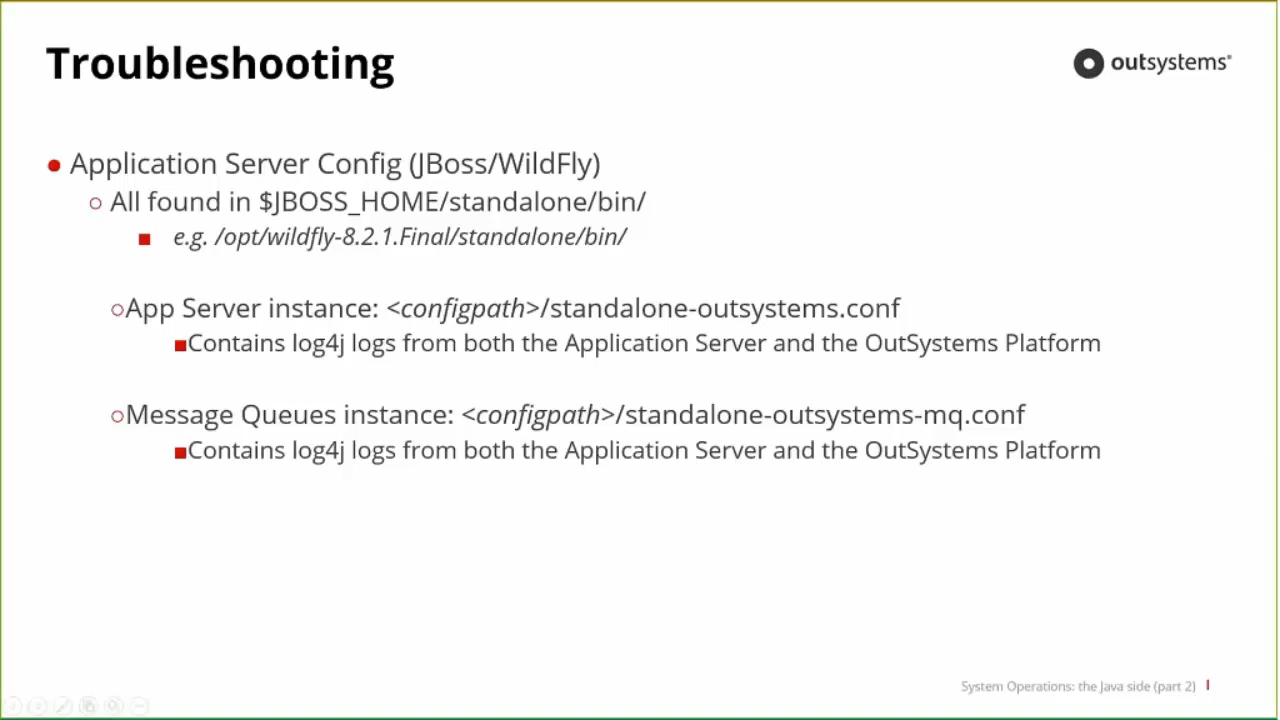 Troubleshooting
outsystems®
● Application Server Config (JBoss/WildFly)
○ All found in $JBOSS_HOME/standalone/bin/
■ e.g. /opt/wildfly-8.2.1.Final/standalone/bin/
○App Server instance: <configpath>/standalone-outsystems.conf
■Contains log4j logs from both the Application Server and the OutSystems Platform
○Message Queues instance: <configpath>/standalone-outsystems-mq.conf
■Contains log4j logs from both the Application Server and the OutSystems Platform
System Operations: the Java side (part 2) I